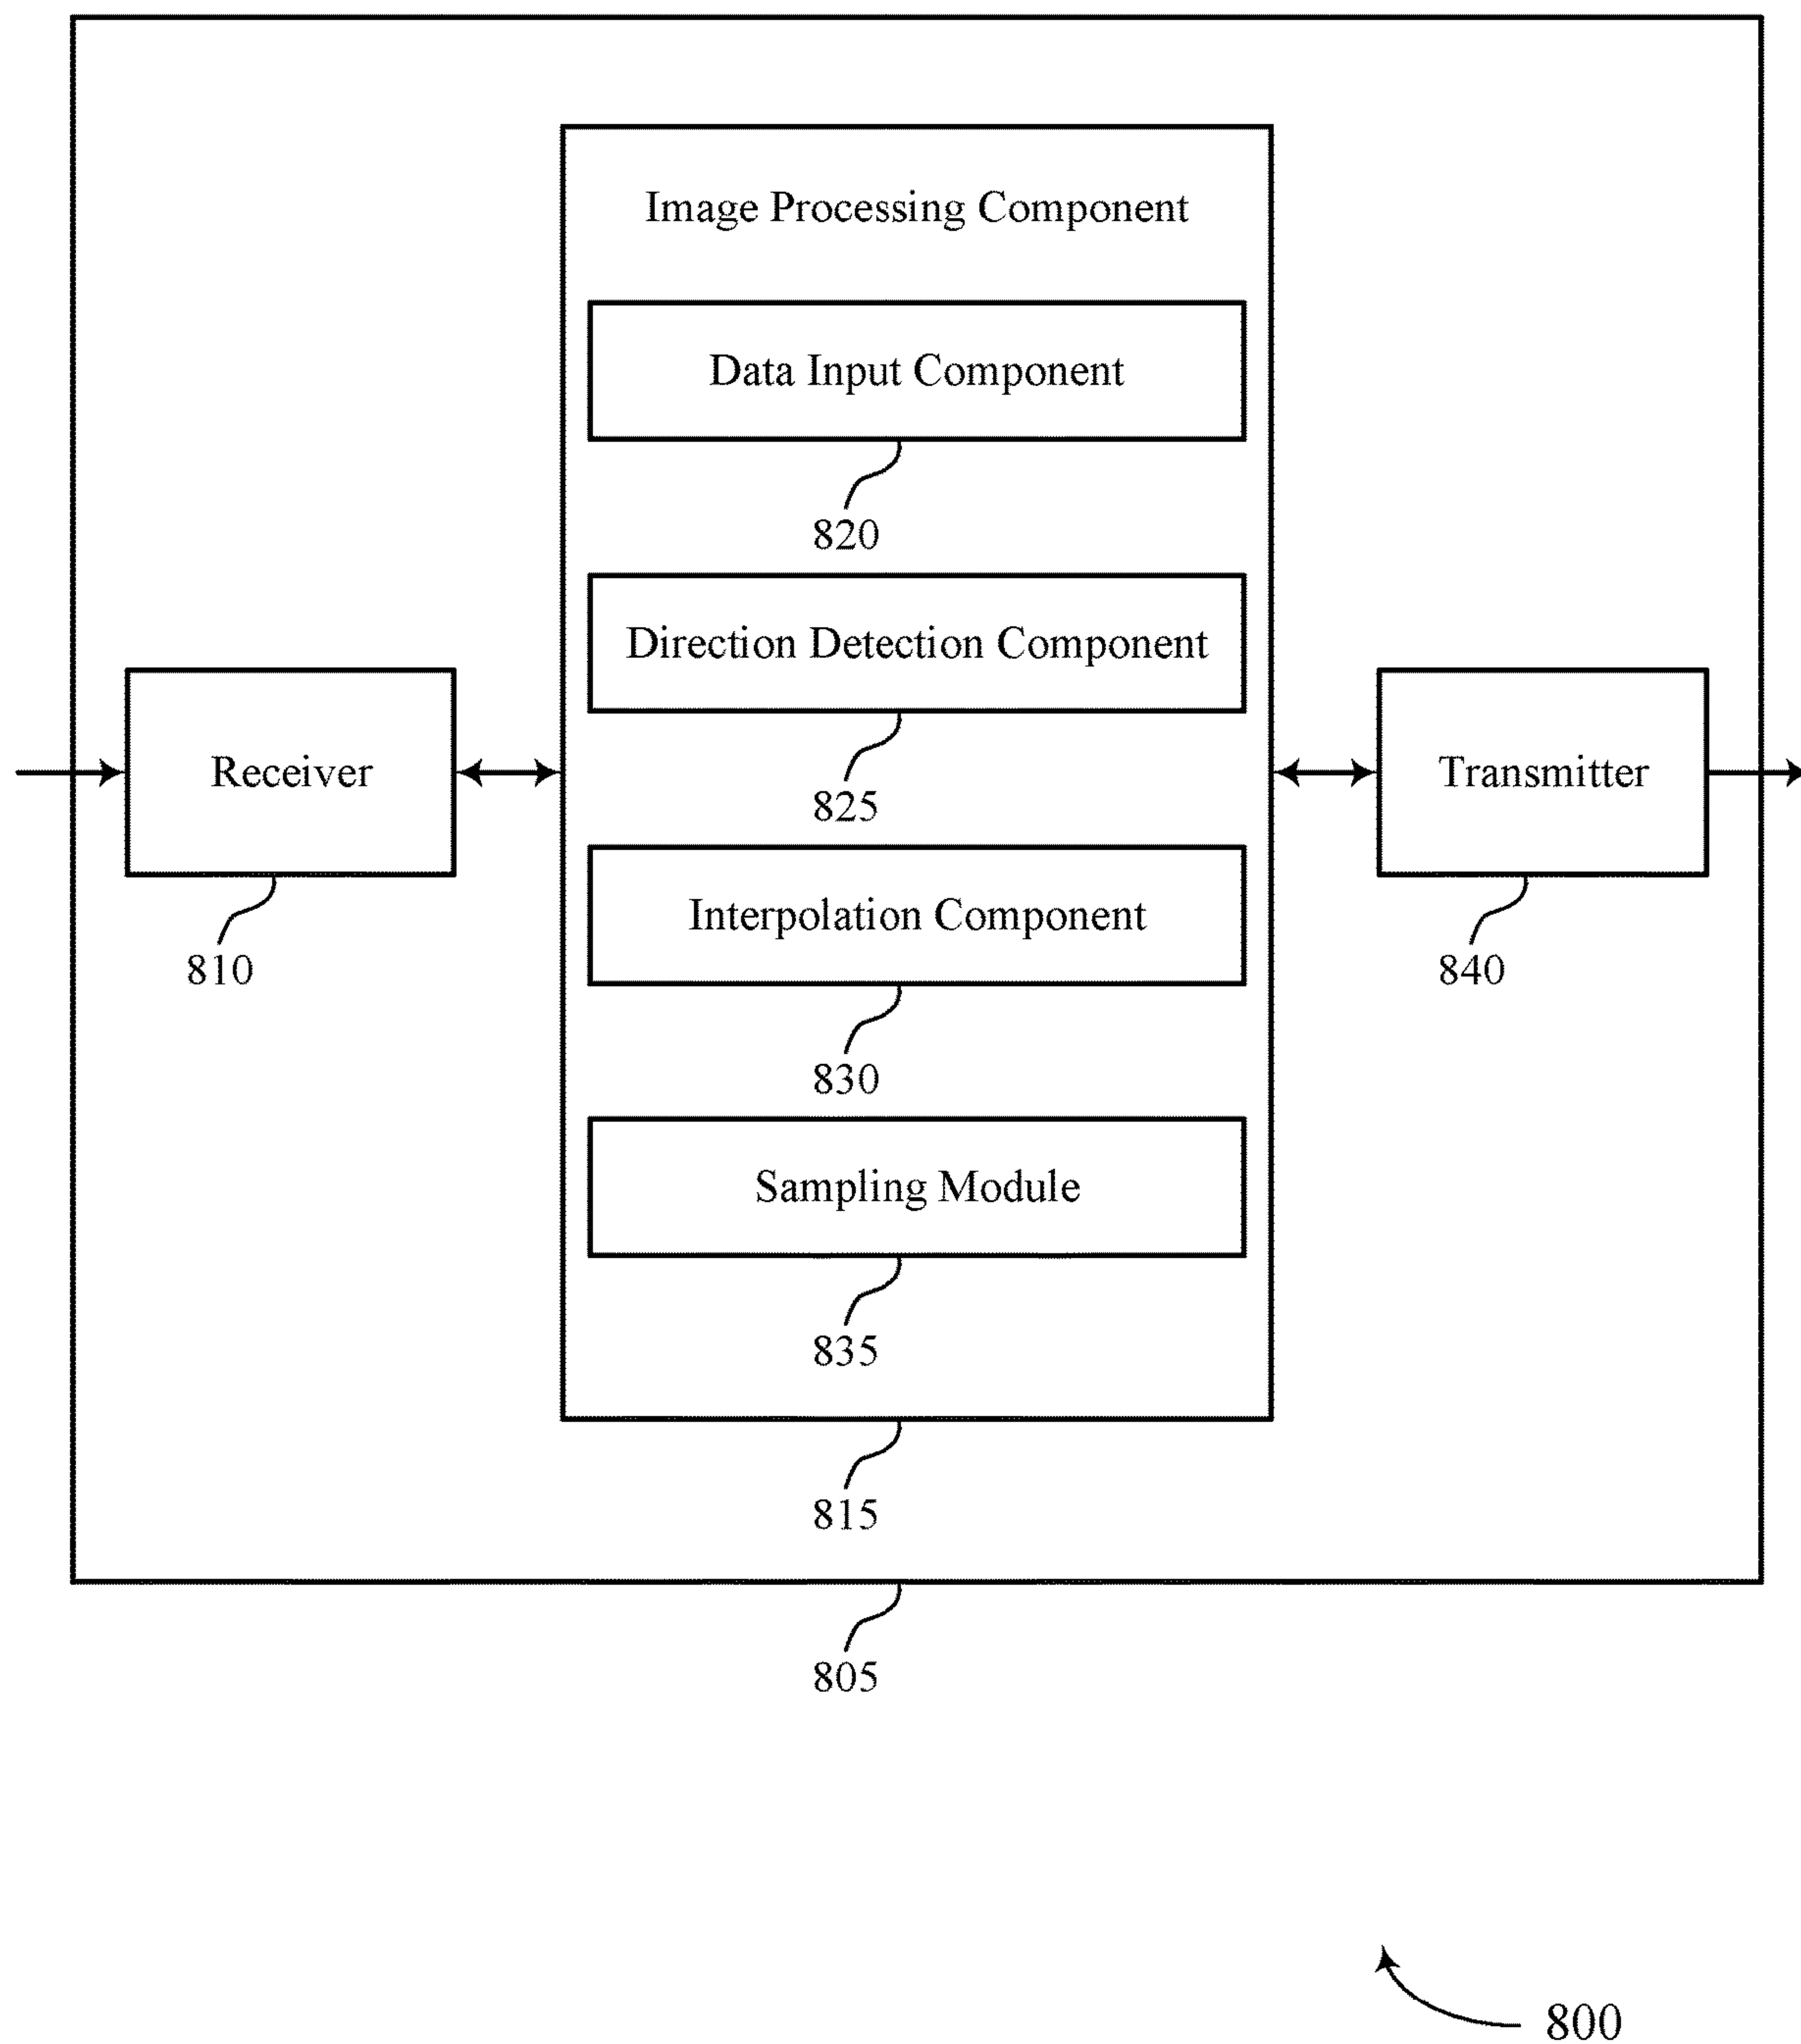 Image Processing Component
Data Input Component
820
Direction Detection Component
825
Receiver
810
Transmitter
840
Interpolation Component
830
Sampling Module
835
815
805
800